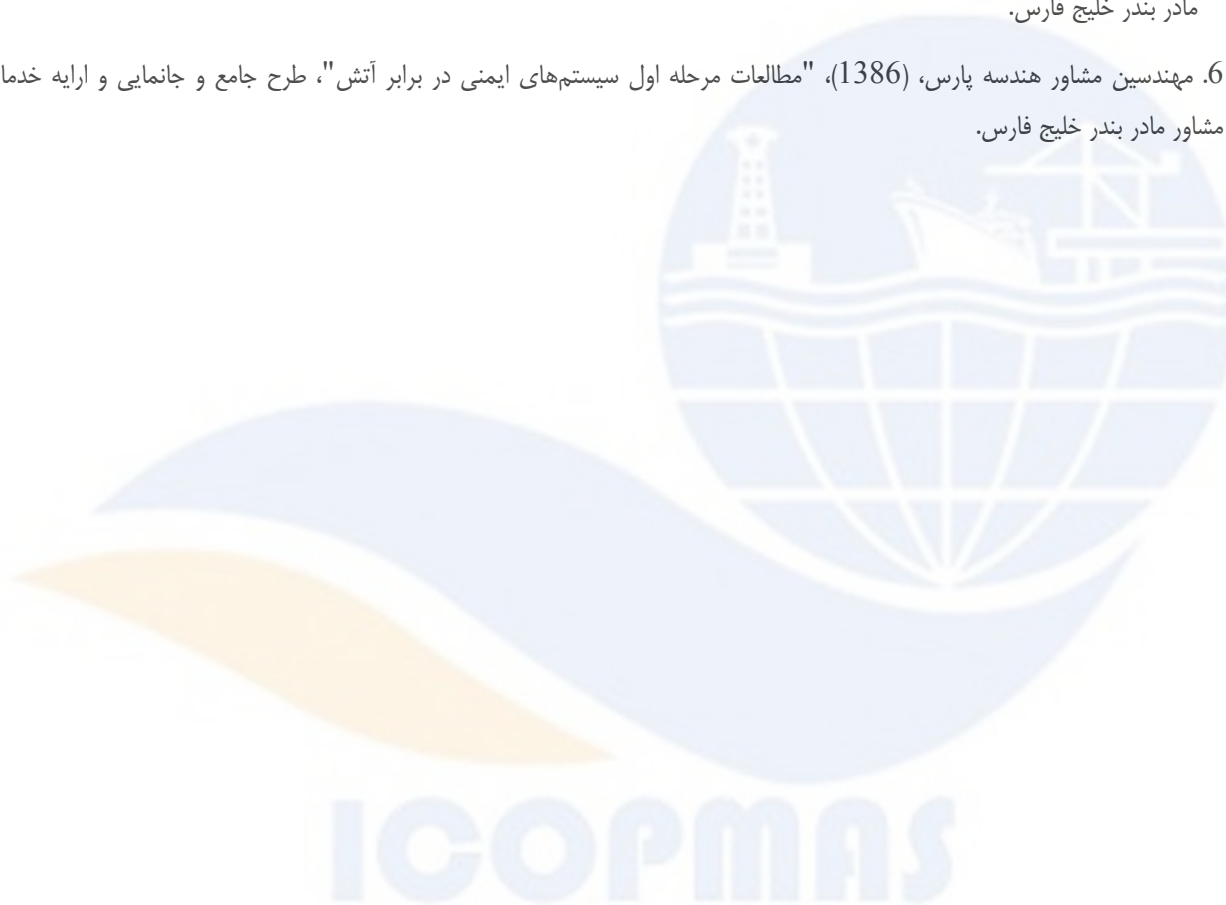 مادر بندر خلیج فارس.
6. مهندسین مشاور هندسه پارس، (1386)، "مطالعات مرحله اول سیستم‌های ایمنی در برابر آتش"، طرح جامع و جانمایی و ارایه خدما
مشاور مادر بندر خلیج فارس.
ICOPMAS